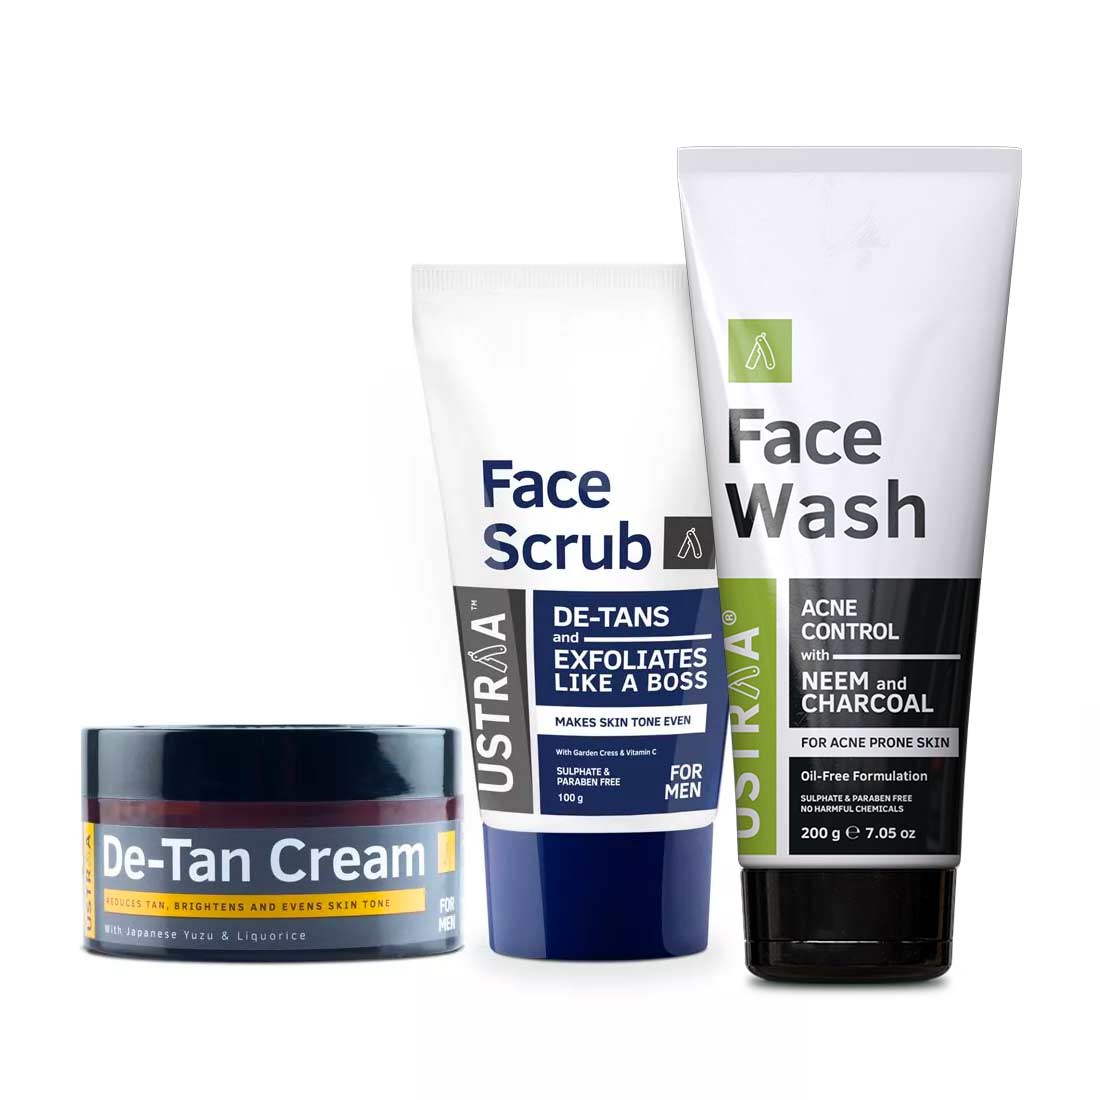 De-Tan Cream
REDUCES TAN, BRIGHTENS AND EVENS SKIN TONE
With Japanese Yuzu & Liquorice
FOR
MEN
USTRAA
Face
Scrub
USTRAA™
DE-TANS
and
EXFOLIATES
LIKE A BOSS
MAKES SKIN TONE EVEN
With Garden Cress & Vitamin C
SULPHATE &
PARABEN FREE
100 g
FOR
MEN
Face
Wash
USTRAA®
ACNE
CONTROL
with
NEEM and
CHARCOAL
FOR ACNE PRONE SKIN
Oil-Free Formulation
SULPHATE & PARABEN FREE
NO HARMFUL CHEMICALS
200 g ℮ 7.05 oz